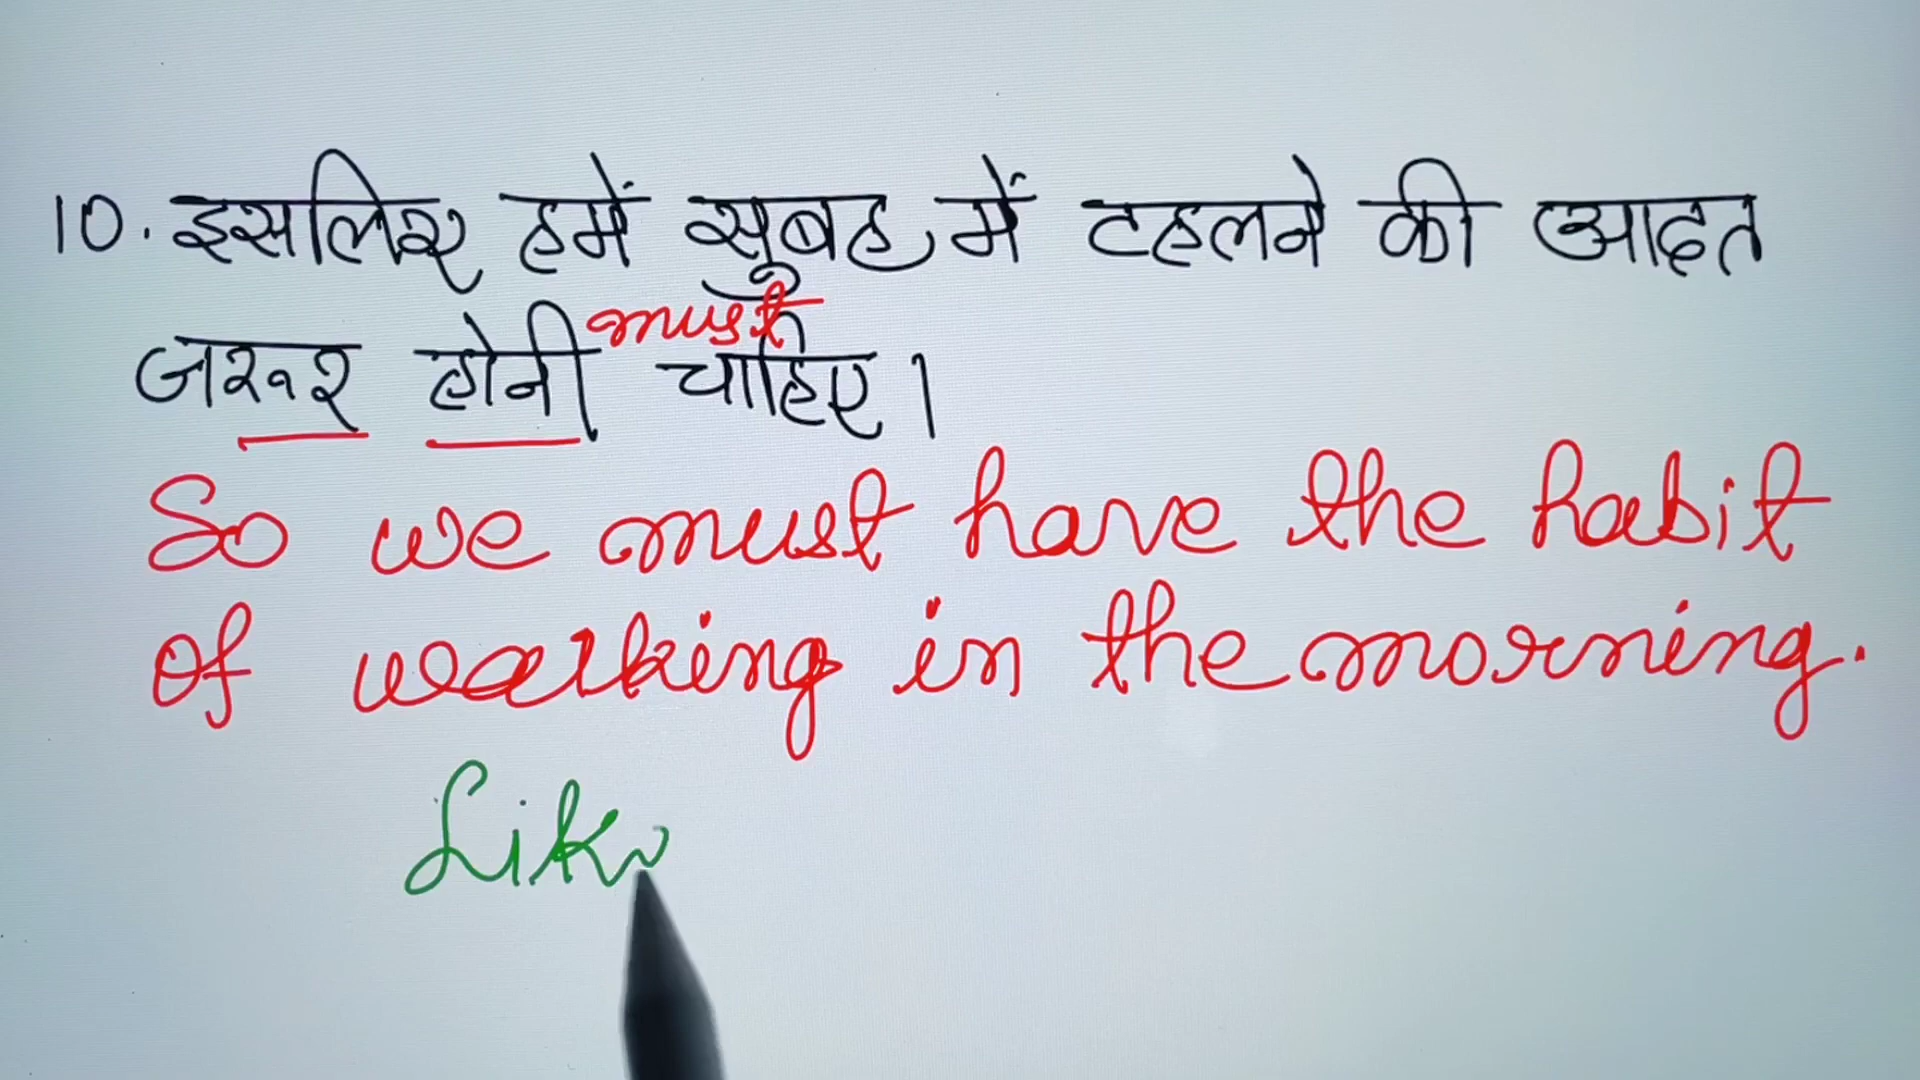 10. इसलिए हमें सुबह में टहलने की आदत
must
जरूर होनी चाहिए।
So we must have the habit
of walking in the morning.
Lik